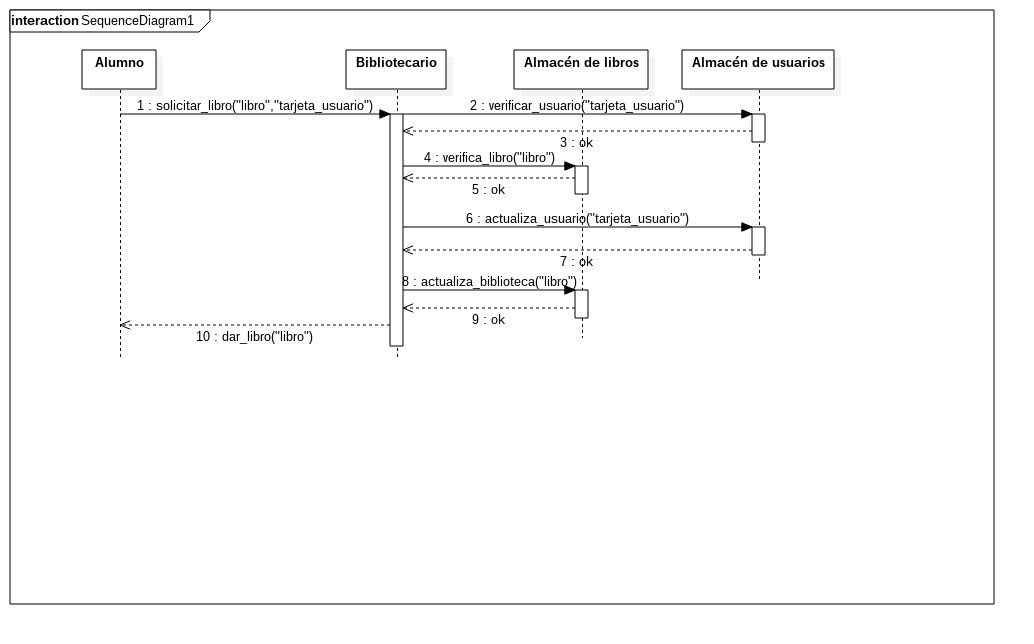 interaction SequenceDiagram1
Alumno
Bibliotecario
Almacén de libros
Almacén de usuarios
1 : solicitar_libro("libro","tarjeta_usuario")
2 : verificar_usuario("tarjeta_usuario")
3 : ok
4 : verifica_libro("libro")
5 : ok
6 : actualiza_usuario("tarjeta_usuario")
7 : ok
8 : actualiza_biblioteca("libro")
9 : ok
10 : dar_libro("libro")